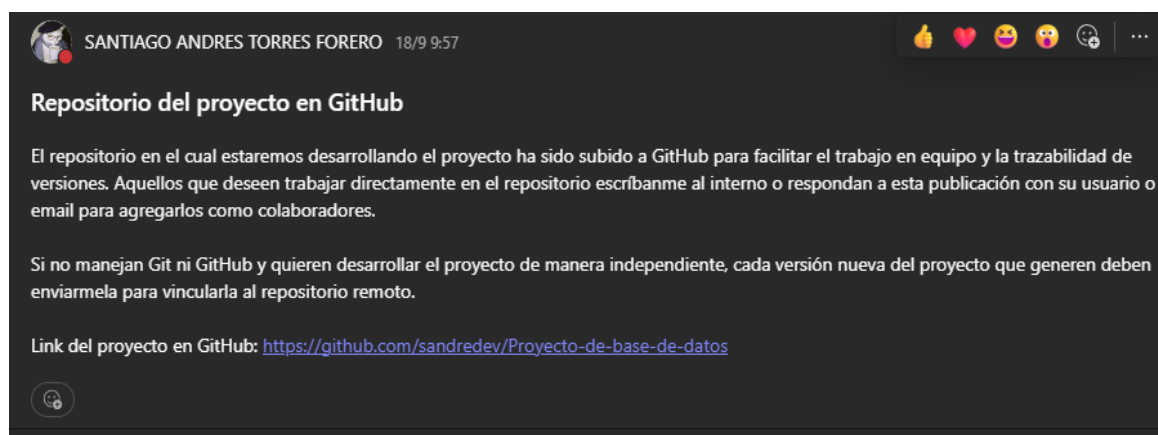 SANTIAGO ANDRES TORRES FORERO 18/9 9:57
Repositorio del proyecto en GitHub
El repositorio en el cual estaremos desarrollando el proyecto ha sido subido a GitHub para facilitar el trabajo en equipo y la trazabilidad de
versiones. Aquellos que deseen trabajar directamente en el repositorio escríbanme al interno o respondan a esta publicación con su usuario o
email para agregarlos como colaboradores.
Si no manejan Git ni GitHub y quieren desarrollar el proyecto de manera independiente, cada versión nueva del proyecto que generen deben
enviarmela para vincularla al repositorio remoto.
Link del proyecto en GitHub: https://github.com/sandredev/Proyecto-de-base-de-datos